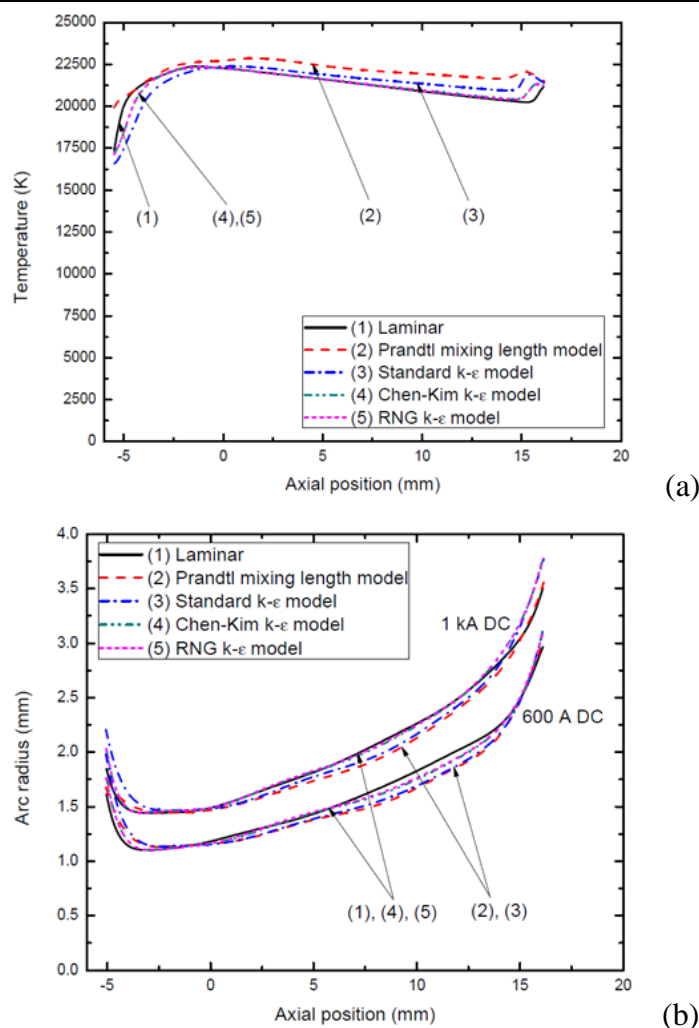 25000
22500
20000
17500
15000
12500
10000
7500
5000
2500
0
Temperature (K)
(1)
(4),(5)
(2)
(3)
(1) Laminar
(2) Prandtl mixing length model
(3) Standard k-ε model
(4) Chen-Kim k-ε model
(5) RNG k-ε model
-5 0 5 10 15 20
Axial position (mm)
(a)
4.0
3.5
3.0
2.5
2.0
1.5
1.0
0.5
0.0
Arc radius (mm)
(1) Laminar
(2) Prandtl mixing length model
(3) Standard k-ε model
(4) Chen-Kim k-ε model
(5) RNG k-ε model
1 kA DC
600 A DC
(1), (4), (5)
(2), (3)
-5 0 5 10 15 20
Axial position (mm)
(b)